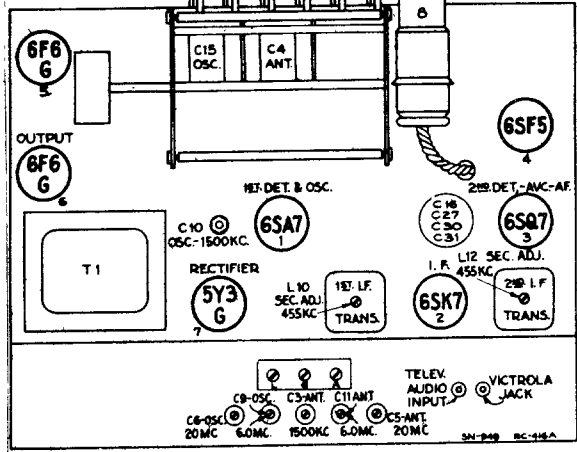 8
6F6
G
5
C15
OSC.
C4
ANT.
6SF5
4
OUTPUT
6F6
G
6
1ST. DET. & OSC.
2ND. DET.-AVC-AF.
C10
OSC.-1500KC.
6SA7
1
C16
C27
C30
C31
6SQ7
3
T1
RECTIFIER
5Y3
G
7
L10
SEC. ADJ.
455KC
1ST. I.F.
TRANS.
I. F.
6SK7
2
L12 SEC. ADJ.
455KC
2ND. I.F
TRANS.
C9-OSC. C3-ANT. C11 ANT
C6-OSC.
20MC
6.0MC.
1500KC
6.0MC.
C5-ANT.
20MC
TELEV.
AUDIO
INPUT
VICTROLA
JACK
RC-414A